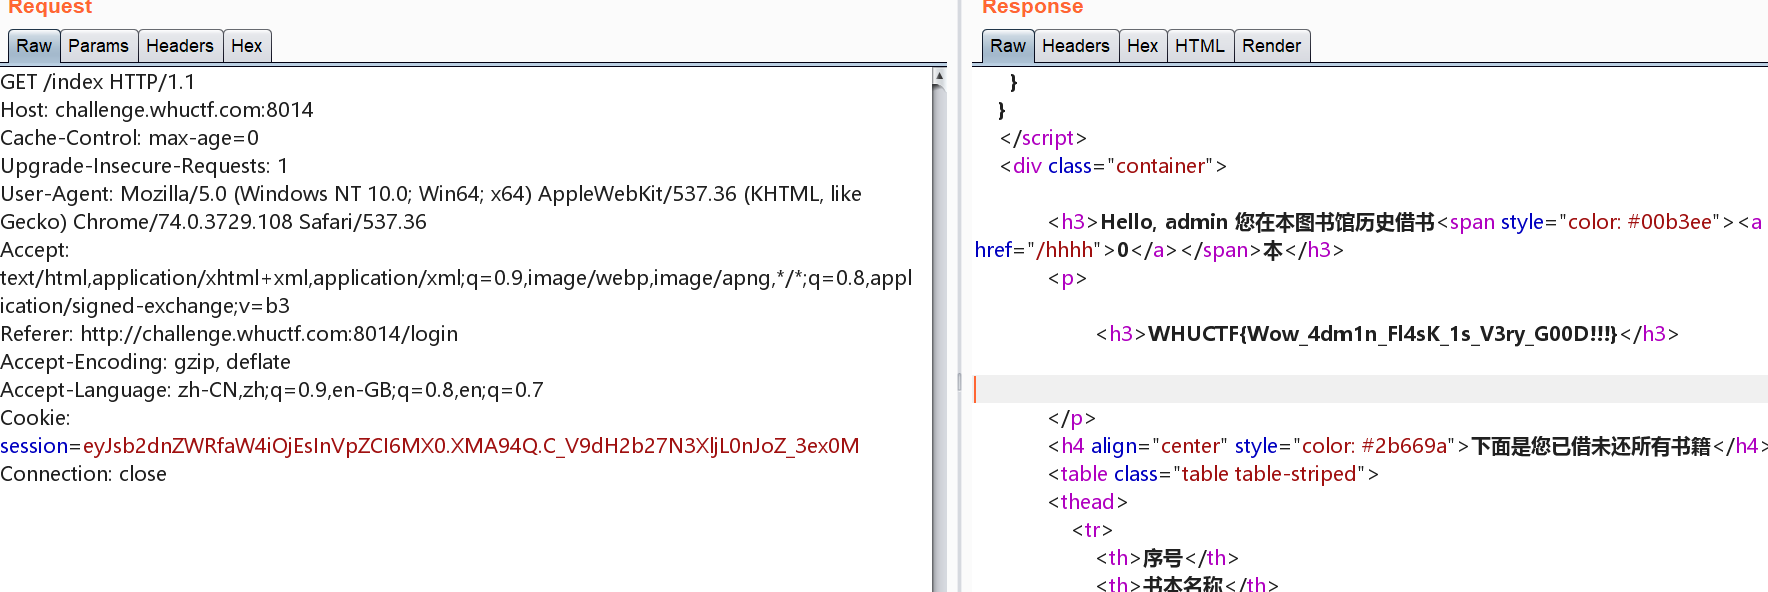 Request
Raw Params Headers Hex
GET /index HTTP/1.1
Host: challenge.whuctf.com:8014
Cache-Control: max-age=0
Upgrade-Insecure-Requests: 1
User-Agent: Mozilla/5.0 (Windows NT 10.0; Win64; x64) AppleWebKit/537.36 (KHTML, like
Gecko) Chrome/74.0.3729.108 Safari/537.36
Accept:
text/html,application/xhtml+xml,application/xml;q=0.9,image/webp,image/apng,*/*;q=0.8,appl
ication/signed-exchange;v=b3
Referer: http://challenge.whuctf.com:8014/login
Accept-Encoding: gzip, deflate
Accept-Language: zh-CN,zh;q=0.9,en-GB;q=0.8,en;q=0.7
Cookie:
session=eyJsb2dnZWRfaW4iOjEsInVpZCI6MX0.XMA94Q.C_V9dH2b27N3XljL0nJoZ_3ex0M
Connection: close
Response
Raw Headers Hex HTML Render
}
}
</script>
<div class="container">
<h3>Hello, admin 您在本图书馆历史借书<span style="color: #00b3ee"><a
href="/hhhh">0</a></span>本</h3>
<p>
<h3>WHUCTF{Wow_4dm1n_Fl4sK_1s_V3ry_G00D!!!}</h3>
</p>
<h4 align="center" style="color: #2b669a">下面是您已借未还所有书籍</h4>
<table class="table table-striped">
<thead>
<tr>
<th>序号</th>
<th>书本名称</th>